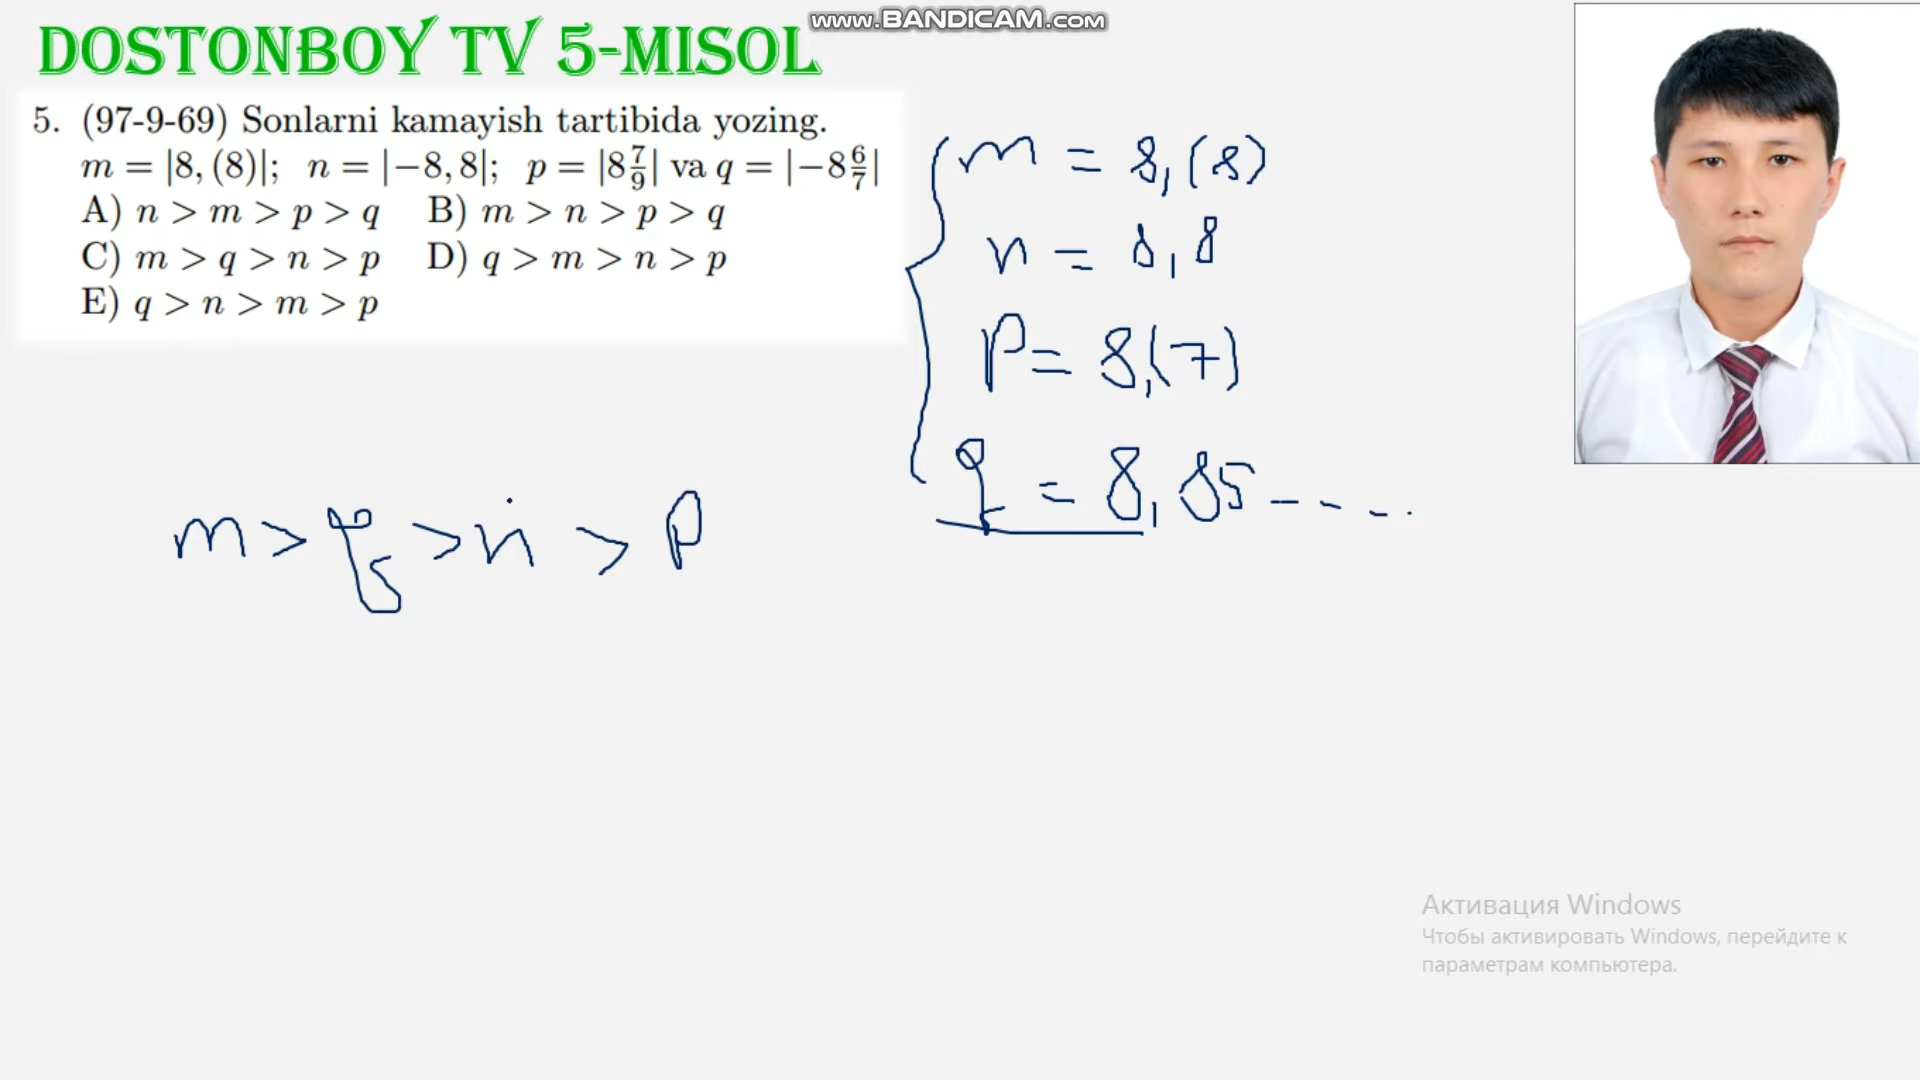 www.BANDICAM.com
DOSTONBOY TV 5-MISOL
5. (97-9-69) Sonlarni kamayish tartibida yozing.
m = |8, (8)|; n = |−8, 8|; p = |8 7/9| va q = |−8 6/7|
A) n > m > p > q B) m > n > p > q
C) m > q > n > p D) q > m > n > p
E) q > n > m > p
m = 8,(8)
n = 8,8
P = 8,(7)
q = 8,85 - - - .
m > q > n > p
Активация Windows
Чтобы активировать Windows, перейдите к
параметрам компьютера.